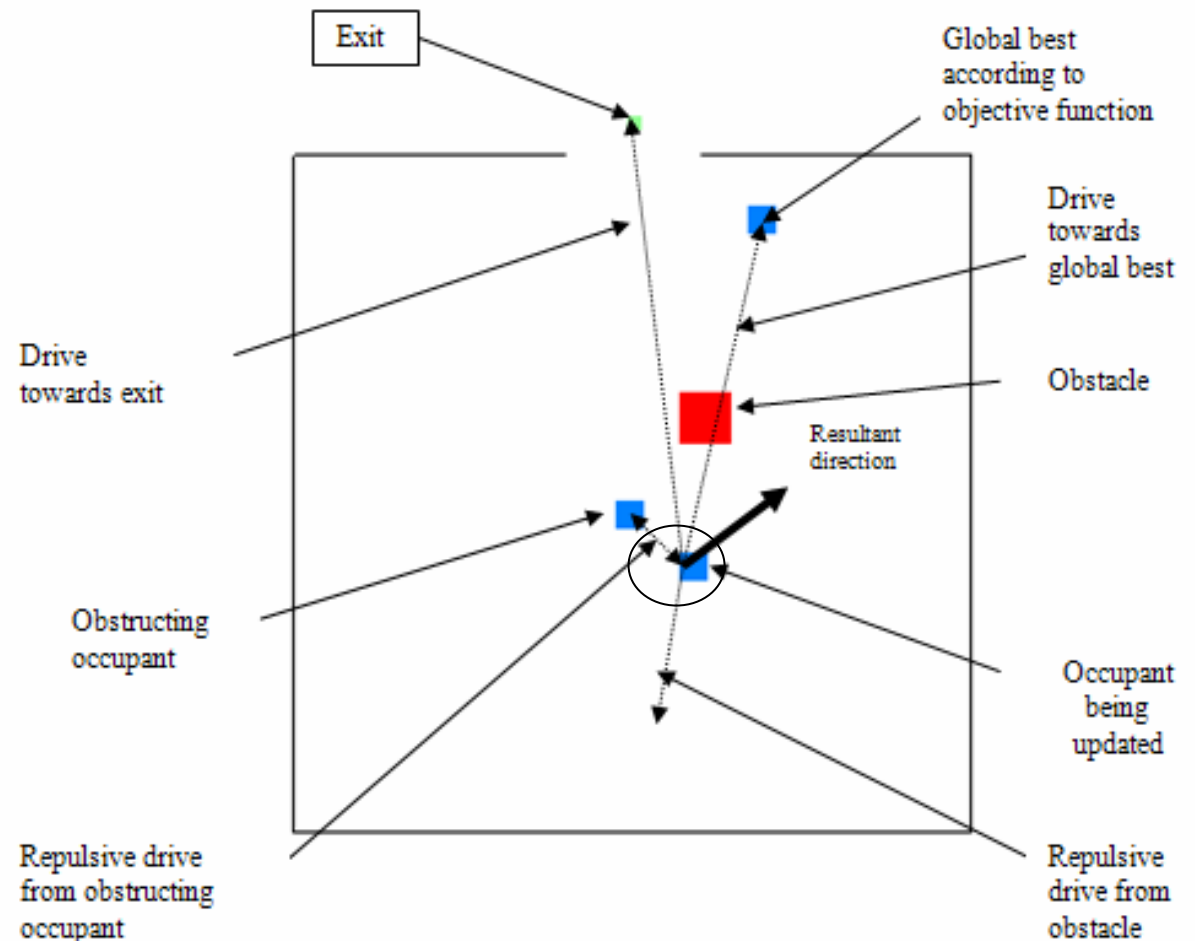 Exit
Global best
according to
objective function
Drive
towards
global best
Drive
towards exit
Obstacle
Resultant
direction
Obstructing
occupant
Occupant
being
updated
Repulsive drive
from obstructing
occupant
Repulsive
drive from
obstacle